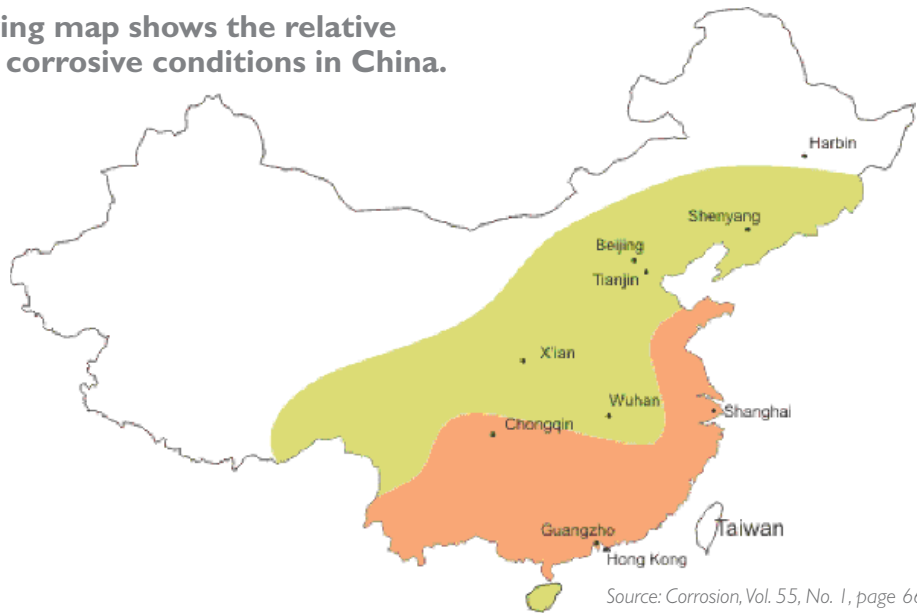 ing map shows the relative
corrosive conditions in China.
Harbin
Shenyang
Beijing
Tianjin
X'ian
Wuhan
Shanghai
Chongqin
Taiwan
Guangzho
Hong Kong
Source: Corrosion, Vol. 55, No. 1, page 66